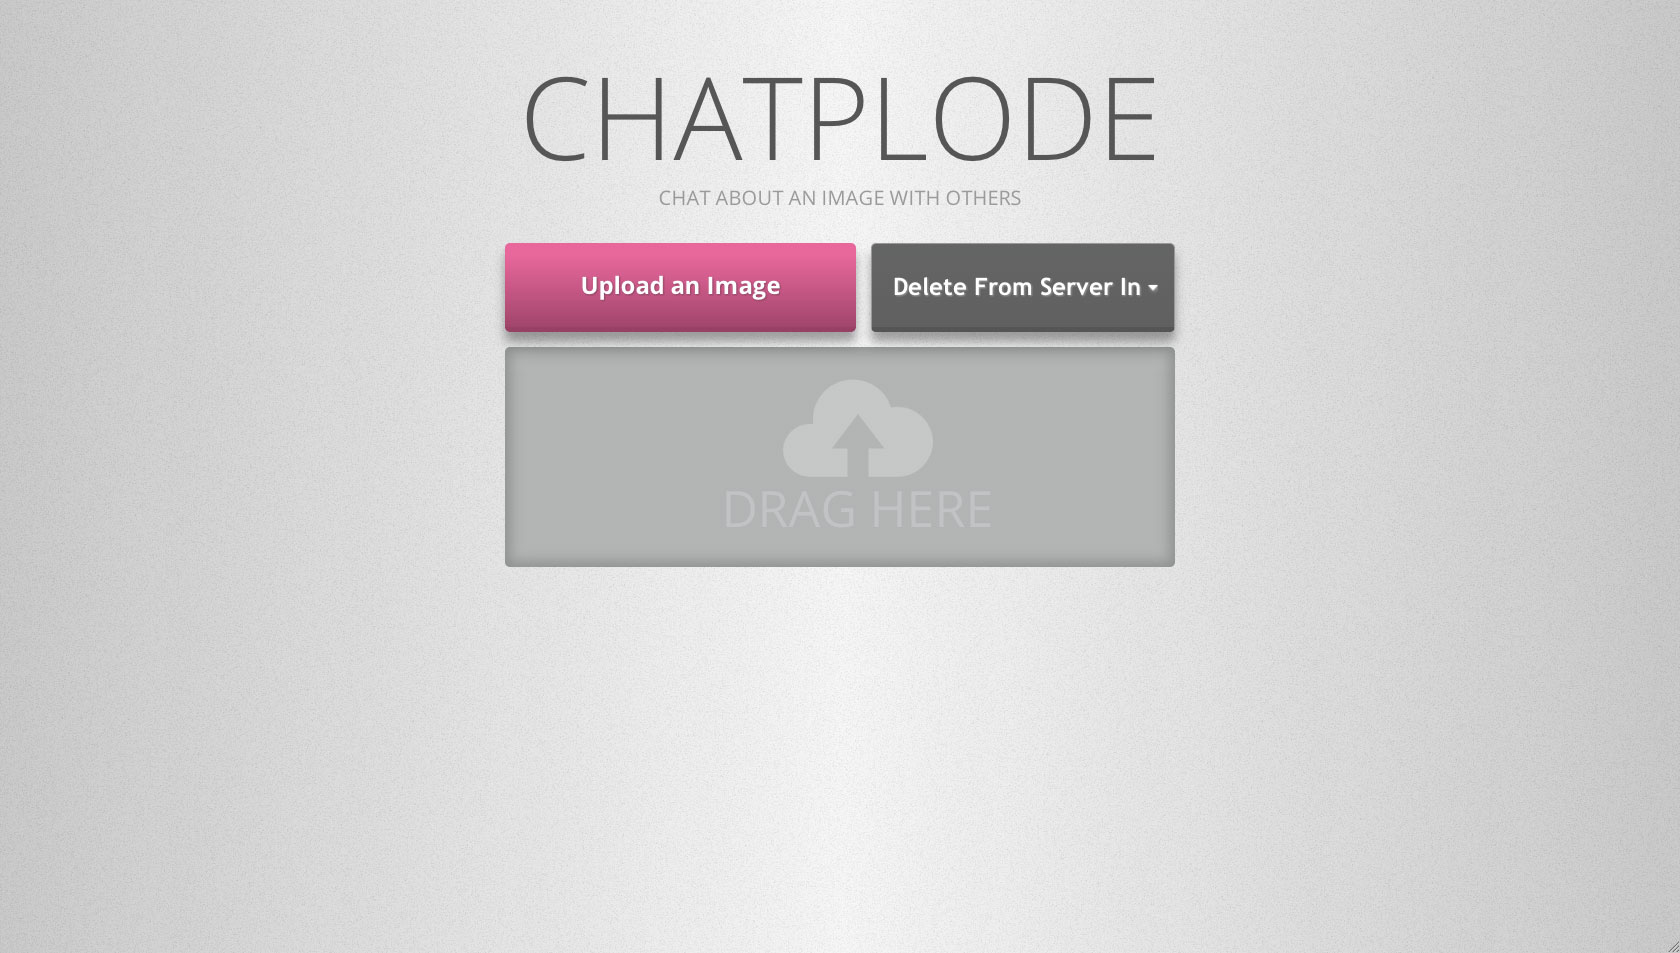 CHATPLODE
CHAT ABOUT AN IMAGE WITH OTHERS
Upload an Image
Delete From Server In
DRAG HERE